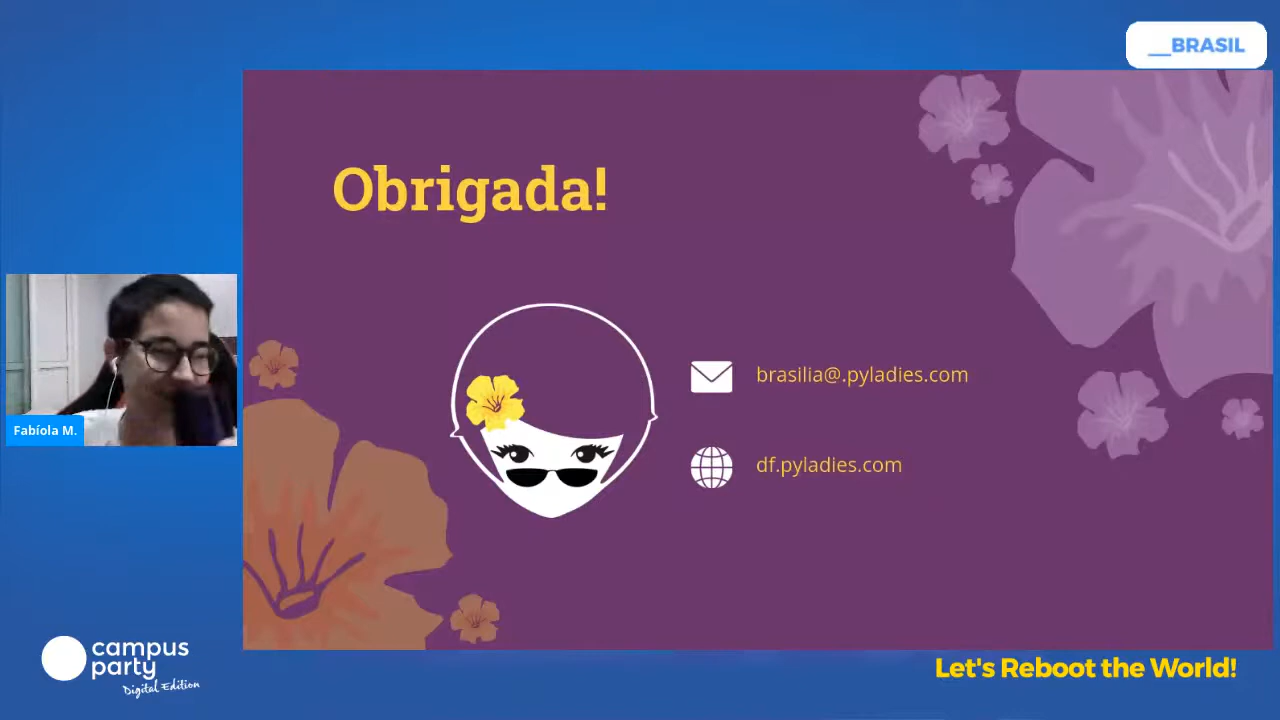 __BRASIL
Obrigada!
brasilia@.pyladies.com
df.pyladies.com
Fabíola M.
campus
party
Digital Edition
Let's Reboot the World!